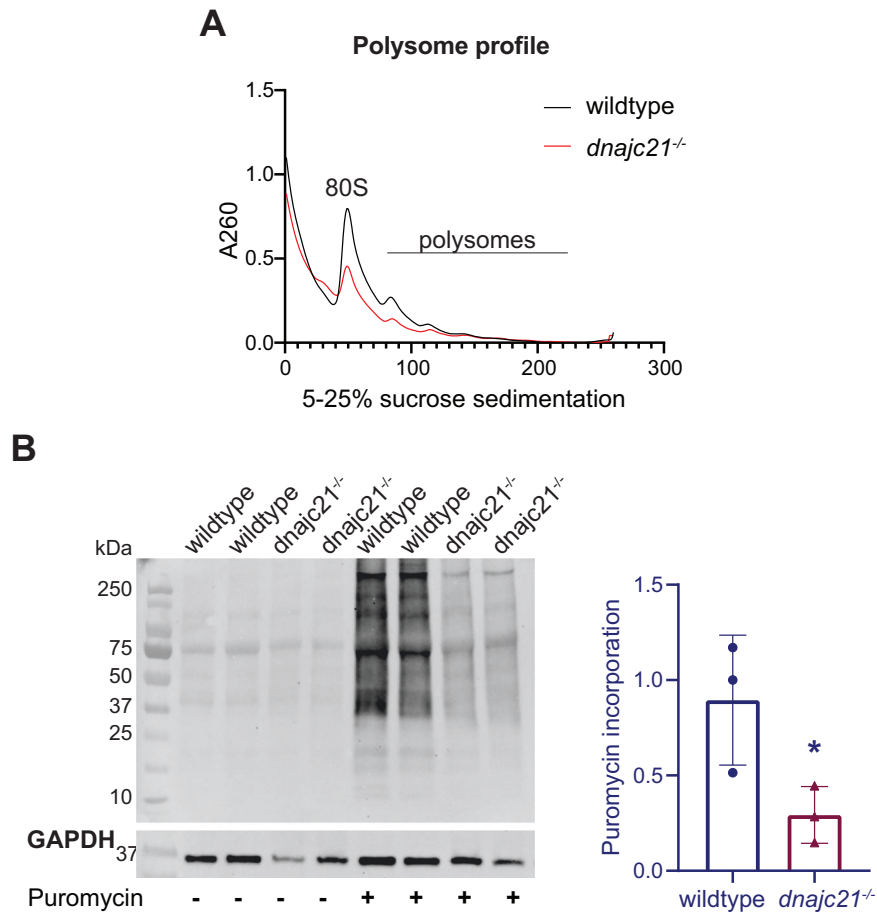 A
Polysome profile
1.5
1.0
0.5
0.0
A260
80S
polysomes
wildtype
dnajc21-/-
0 100 200 300
5-25% sucrose sedimentation
B
wildtype wildtype dnajc21-/- dnajc21-/- wildtype wildtype dnajc21-/- dnajc21-/-
kDa
250
75
50
37
25
10
GAPDH 37
Puromycin - - - - + + + +
Puromycin incorporation
1.5
1.0
0.5
0.0
*
wildtype dnajc21-/-